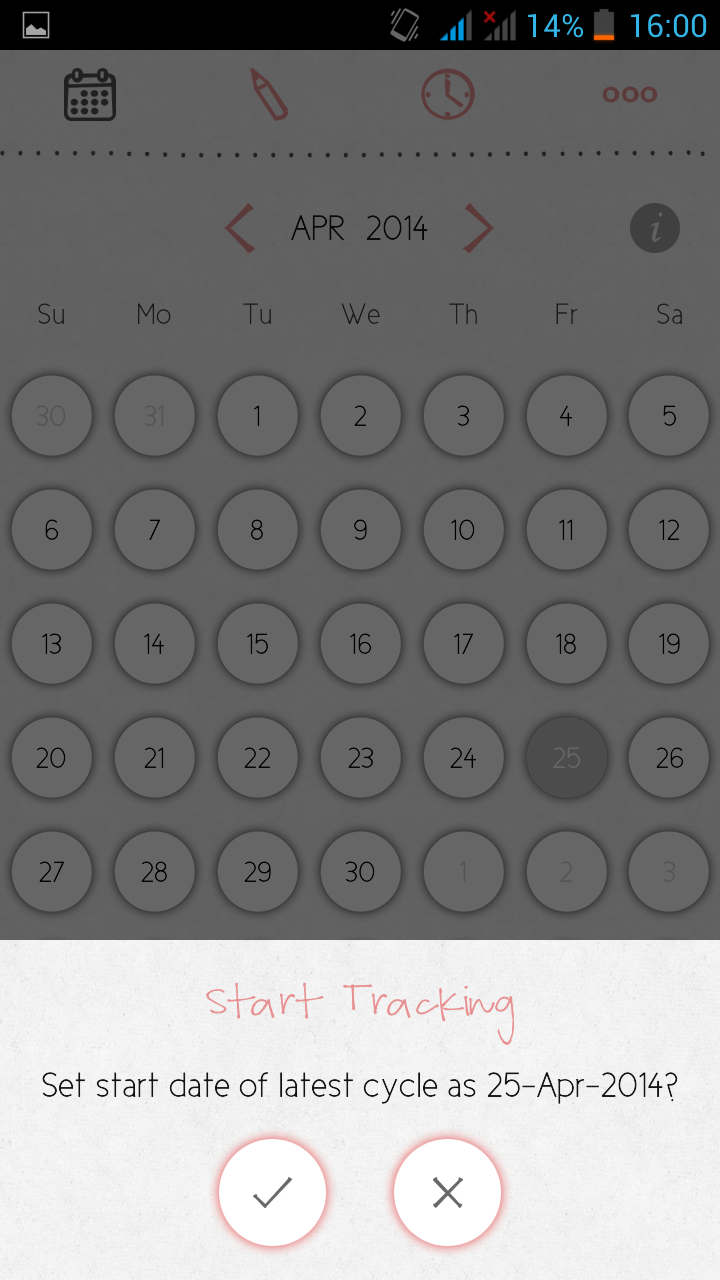 14% 16:00
APR 2014
i
Su Mo Tu We Th Fr Sa
30 31 1 2 3 4 5
6 7 8 9 10 11 12
13 14 15 16 17 18 19
20 21 22 23 24 25 26
27 28 29 30 1 2 3
Start Tracking
Set start date of latest cycle as 25-Apr-2014?